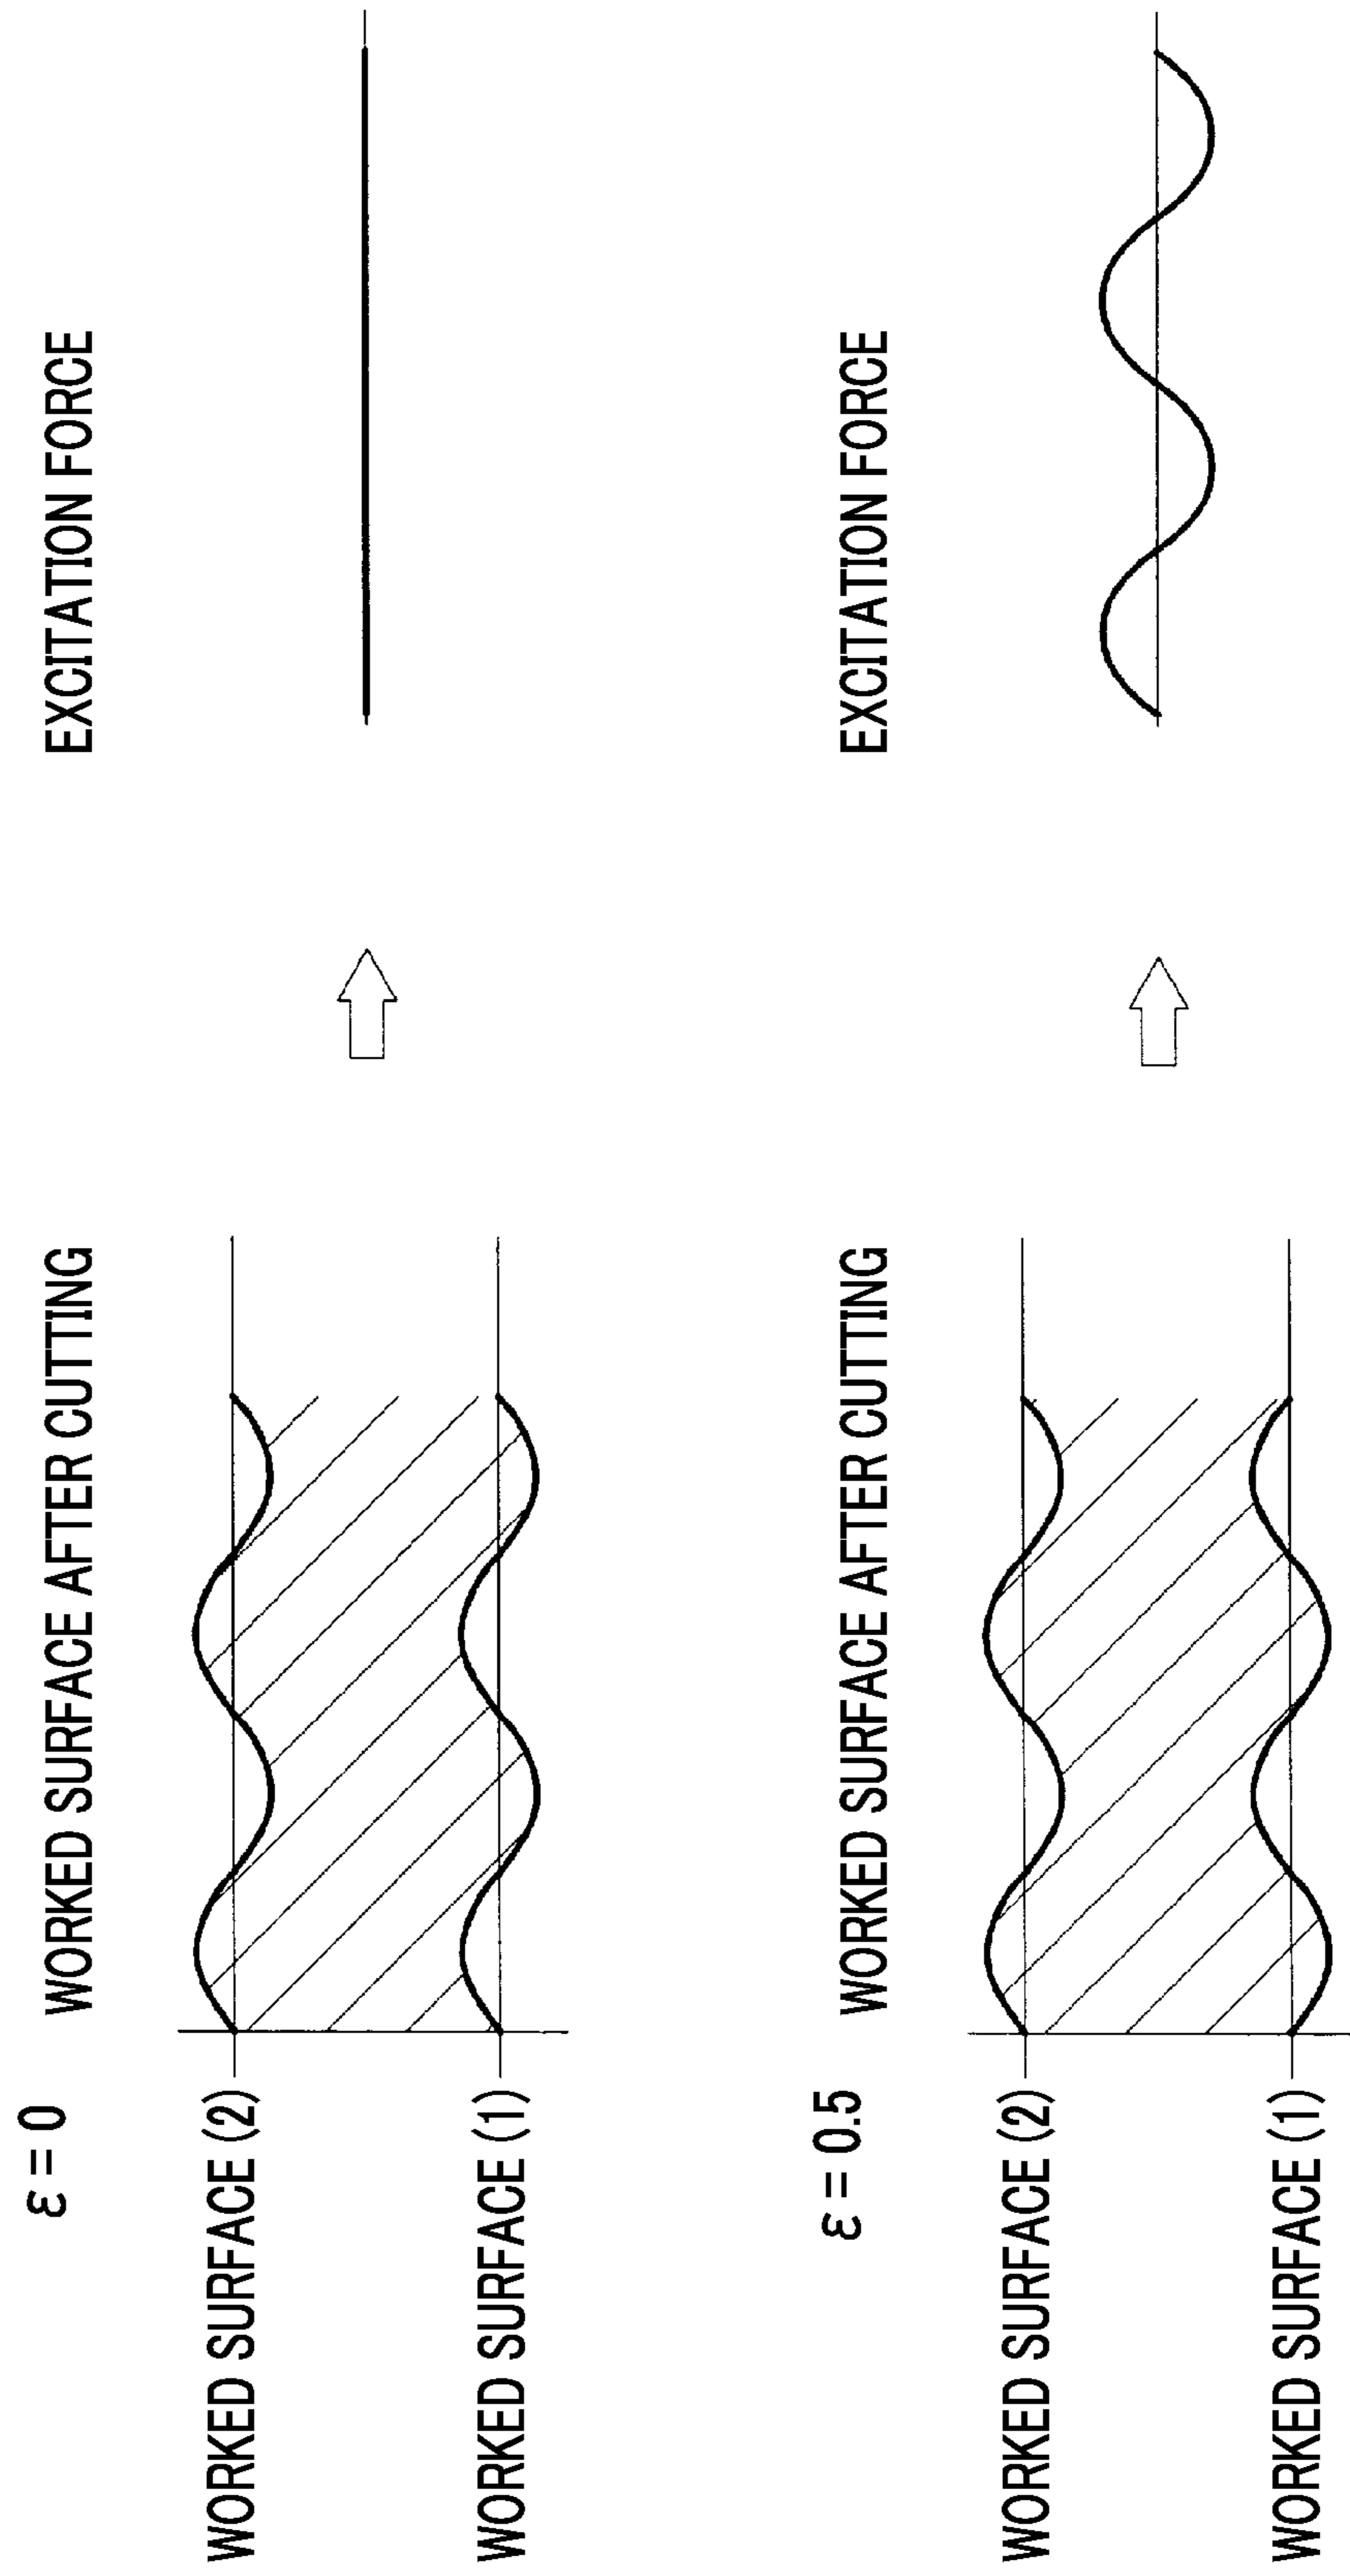 ε = 0
WORKED SURFACE AFTER CUTTING
EXCITATION FORCE
WORKED SURFACE (2)
WORKED SURFACE (1)
ε = 0.5
WORKED SURFACE AFTER CUTTING
EXCITATION FORCE
WORKED SURFACE (2)
WORKED SURFACE (1)